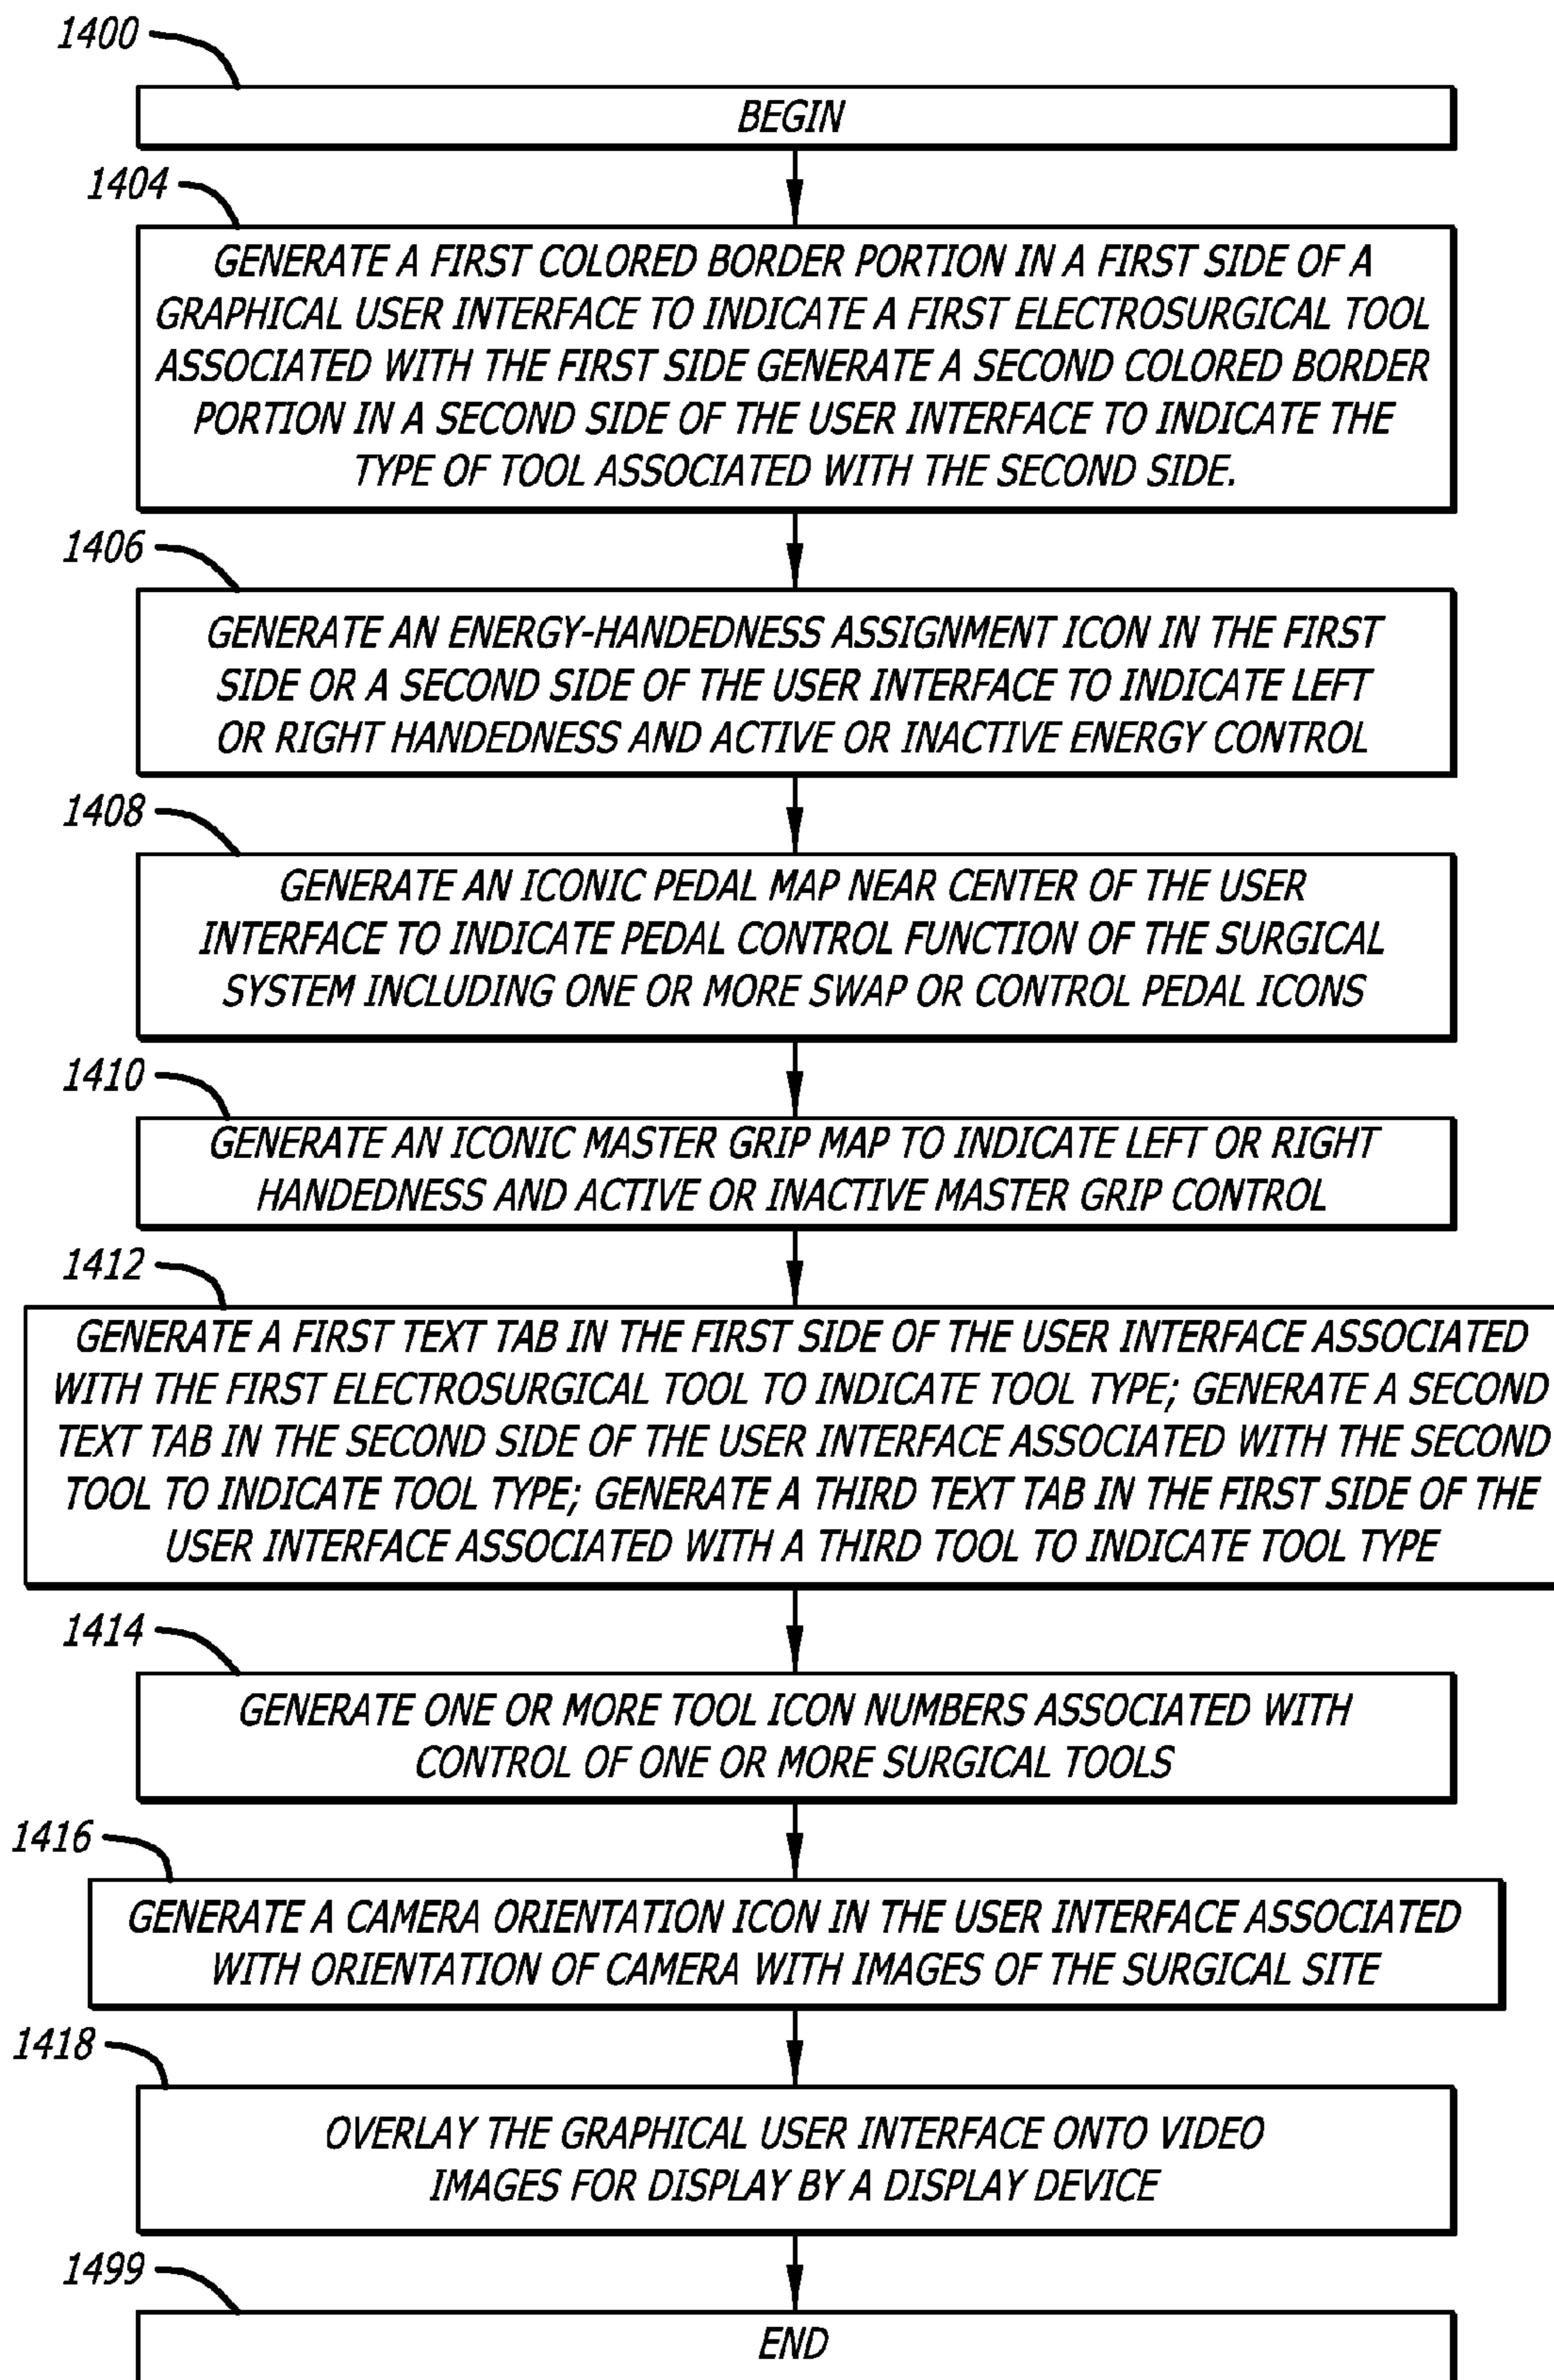 1400
BEGIN
1404
GENERATE A FIRST COLORED BORDER PORTION IN A FIRST SIDE OF A
GRAPHICAL USER INTERFACE TO INDICATE A FIRST ELECTROSURGICAL TOOL
ASSOCIATED WITH THE FIRST SIDE GENERATE A SECOND COLORED BORDER
PORTION IN A SECOND SIDE OF THE USER INTERFACE TO INDICATE THE
TYPE OF TOOL ASSOCIATED WITH THE SECOND SIDE.
1406
GENERATE AN ENERGY-HANDEDNESS ASSIGNMENT ICON IN THE FIRST
SIDE OR A SECOND SIDE OF THE USER INTERFACE TO INDICATE LEFT
OR RIGHT HANDEDNESS AND ACTIVE OR INACTIVE ENERGY CONTROL
1408
GENERATE AN ICONIC PEDAL MAP NEAR CENTER OF THE USER
INTERFACE TO INDICATE PEDAL CONTROL FUNCTION OF THE SURGICAL
SYSTEM INCLUDING ONE OR MORE SWAP OR CONTROL PEDAL ICONS
1410
GENERATE AN ICONIC MASTER GRIP MAP TO INDICATE LEFT OR RIGHT
HANDEDNESS AND ACTIVE OR INACTIVE MASTER GRIP CONTROL
1412
GENERATE A FIRST TEXT TAB IN THE FIRST SIDE OF THE USER INTERFACE ASSOCIATED
WITH THE FIRST ELECTROSURGICAL TOOL TO INDICATE TOOL TYPE; GENERATE A SECOND
TEXT TAB IN THE SECOND SIDE OF THE USER INTERFACE ASSOCIATED WITH THE SECOND
TOOL TO INDICATE TOOL TYPE; GENERATE A THIRD TEXT TAB IN THE FIRST SIDE OF THE
USER INTERFACE ASSOCIATED WITH A THIRD TOOL TO INDICATE TOOL TYPE
1414
GENERATE ONE OR MORE TOOL ICON NUMBERS ASSOCIATED WITH
CONTROL OF ONE OR MORE SURGICAL TOOLS
1416
GENERATE A CAMERA ORIENTATION ICON IN THE USER INTERFACE ASSOCIATED
WITH ORIENTATION OF CAMERA WITH IMAGES OF THE SURGICAL SITE
1418
OVERLAY THE GRAPHICAL USER INTERFACE ONTO VIDEO
IMAGES FOR DISPLAY BY A DISPLAY DEVICE
1499
END